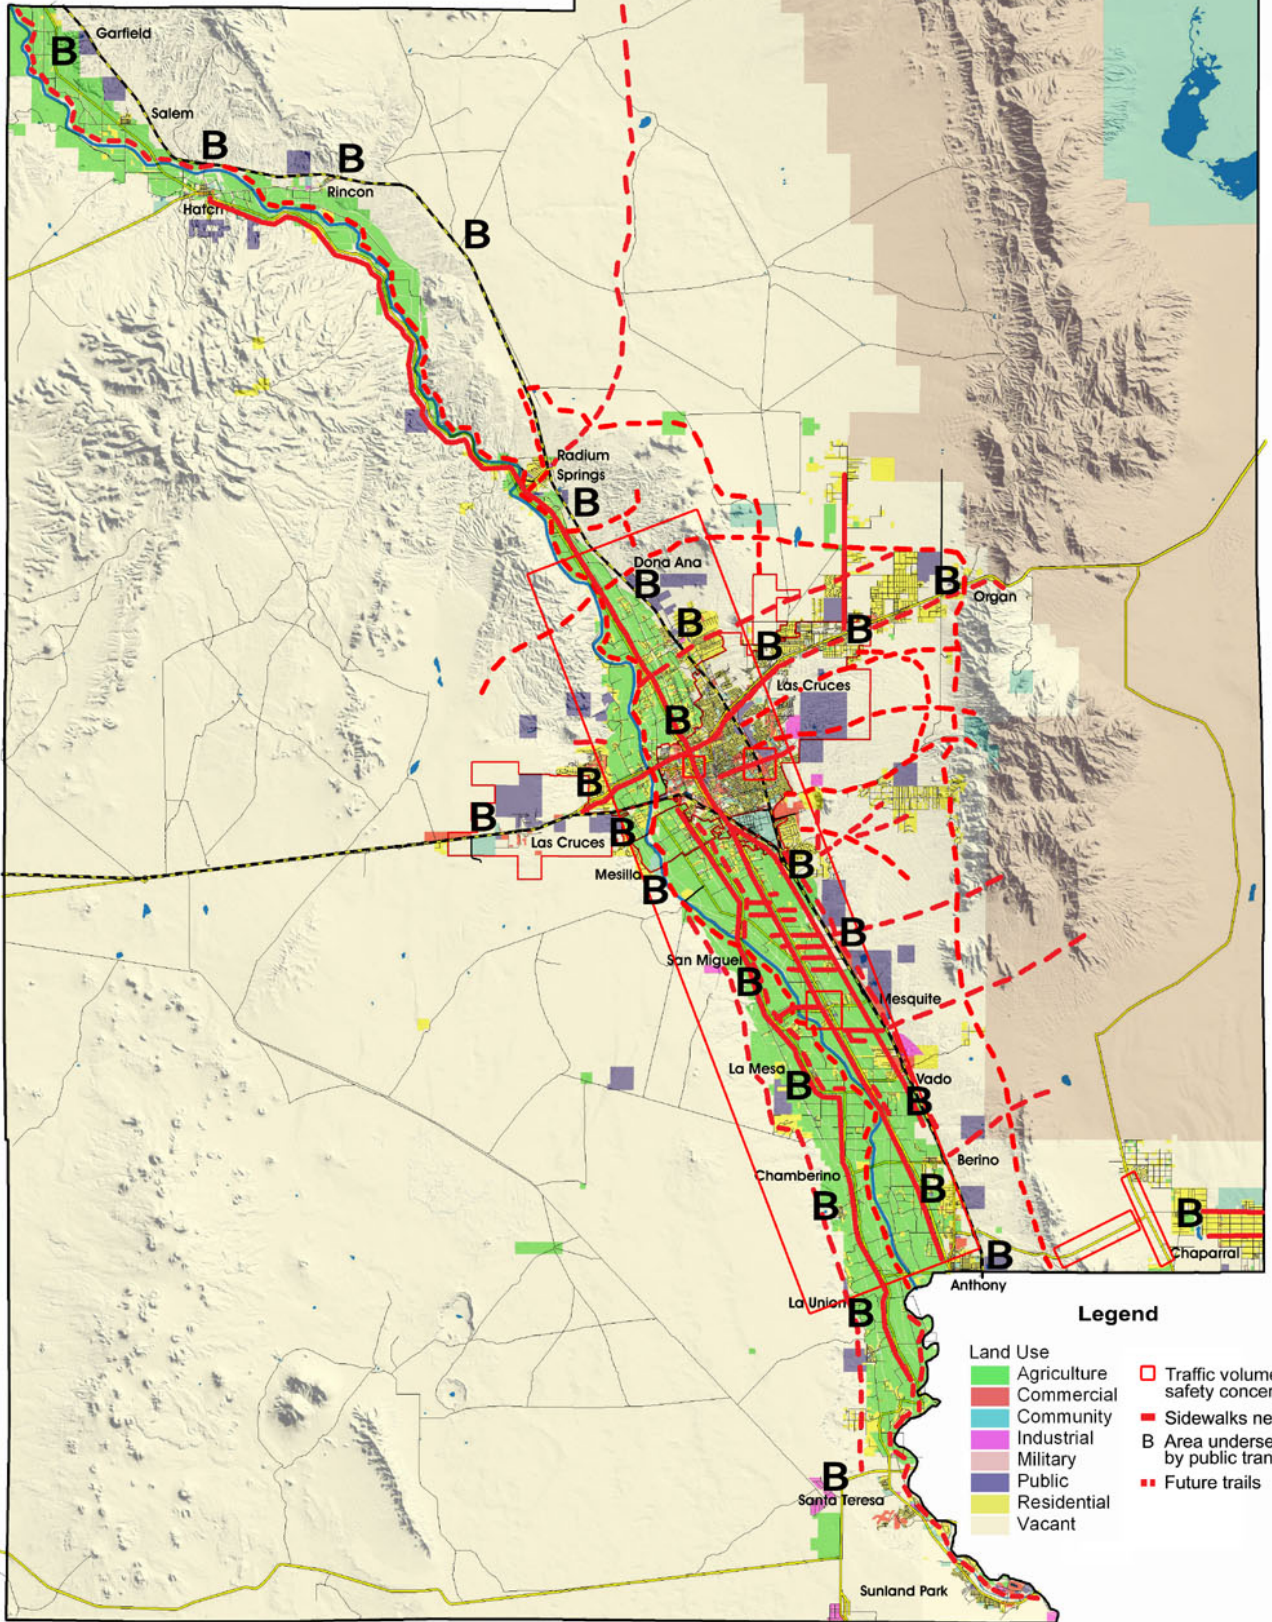 Garfield
B
Salem
B
B
Rincon
Hatch
B
Radium
Springs
B
Dona Ana
B
B
Organ
B
B
B
Las Cruces
B
B
B
Las Cruces
B
Mesilla
B
B
B
San Miguel
B
Mesquite
La Mesa
B
Vado
B
Berino
Chamberino
B
B
B
Chaparral
B
Anthony
La Union
B
B
Santa Teresa
Sunland Park
Legend
Land Use
Agriculture
Commercial
Community
Industrial
Military
Public
Residential
Vacant
Traffic volume
safety concer
Sidewalks ne
B Area underse
by public tran
Future trails